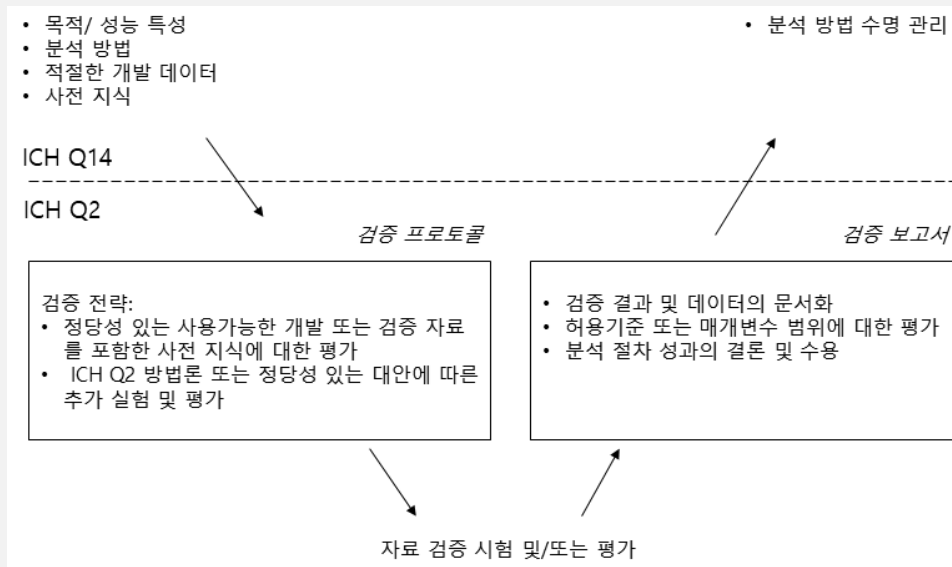 • 목적/ 성능 특성
• 분석 방법
• 적절한 개발 데이터
• 사전 지식
• 분석 방법 수명 관리
ICH Q14
ICH Q2
검증 프로토콜
검증 전략:
• 정당성 있는 사용가능한 개발 또는 검증 자료
를 포함한 사전 지식에 대한 평가
• ICH Q2 방법론 또는 정당성 있는 대안에 따른
추가 실험 및 평가
검증 보고서
• 검증 결과 및 데이터의 문서화
• 허용기준 또는 매개변수 범위에 대한 평가
• 분석 절차 성과의 결론 및 수용
자료 검증 시험 및/또는 평가